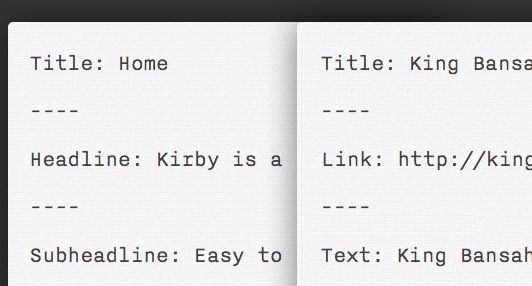 Title: Home
----
Headline: Kirby is a
----
Subheadline: Easy to
Title: King Bansa
----
Link: http://king
----
Text: King Bansah